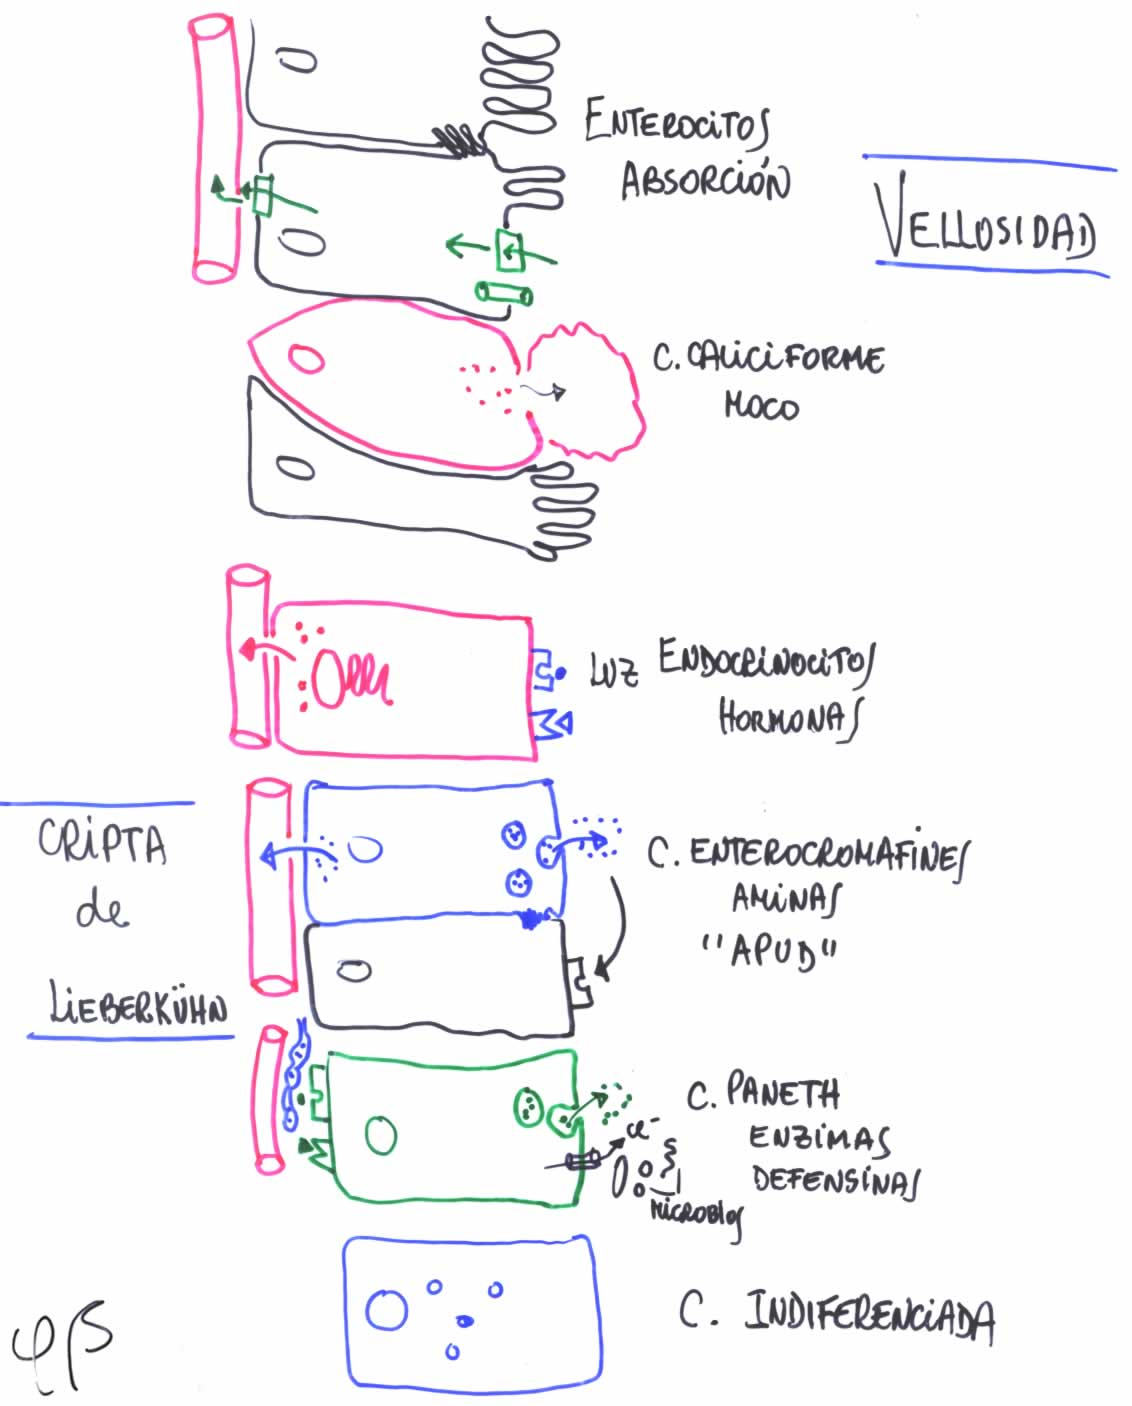 ENTEROCITOS
ABSORCIÓN
VELLOSIDAD
C. CALICIFORME
MOCO
LUZ
ENDOCRINOCITOS
HORMONAS
CRIPTA
de
LIEBERKÜHN
C. ENTEROCROMAFINES
AMINAS
"APUD"
C. PANETH
ENZIMAS
DEFENSINAS
Cl-
MICROBIOS
C. INDIFERENCIADA